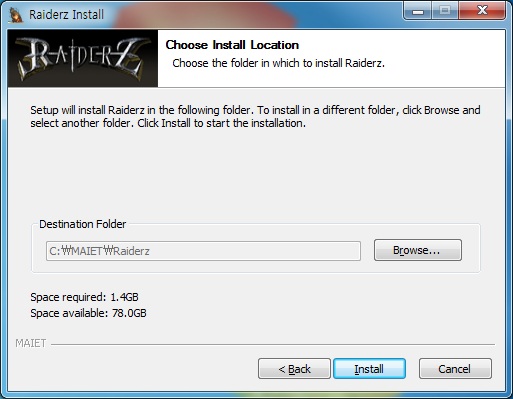 Raiderz Install
RAIDERZ
Choose Install Location
Choose the folder in which to install Raiderz.
Setup will install Raiderz in the following folder. To install in a different folder, click Browse and
select another folder. Click Install to start the installation.
Destination Folder
C:₩MAIET₩Raiderz
Browse...
Space required: 1.4GB
Space available: 78.0GB
MAIET
< Back
Install
Cancel